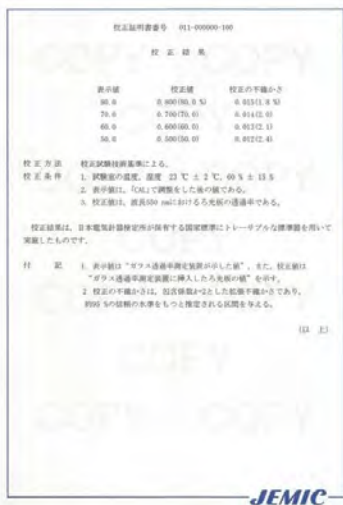 校正証明書番号 011-000000-100
校 正 結 果
表示値 校正値 校正の不確かさ
80.0 0.800(80.0 %) 0.015(1.8 %)
70.0 0.700(70.0) 0.014(2.0)
60.0 0.600(60.0) 0.012(2.1)
50.0 0.500(50.0) 0.012(2.4)
校正方法 校正試験技術基準による。
校正条件 1. 試験室の温度、湿度 23 ℃ ± 2 ℃、60 % ± 15 %
2. 表示値は、「CAL」で調整をした後の値である。
3. 校正値は、波長550 nmにおけるろ光板の透過率である。
校正結果は、日本電気計器検定所が保有する国家標準にトレーサブルな標準器を用いて
実施したものです。
付 記 1. 表示値は“ガラス透過率測定装置が示した値”、また、校正値は
“ガラス透過率測定装置に挿入したろ光板の値”を示す。
2 校正の不確かさは、包含係数k=2とした拡張不確かさであり、
約95 %の信頼の水準をもつと推定される区間を与える。
(以 上)
COPY COPY
JEMIC